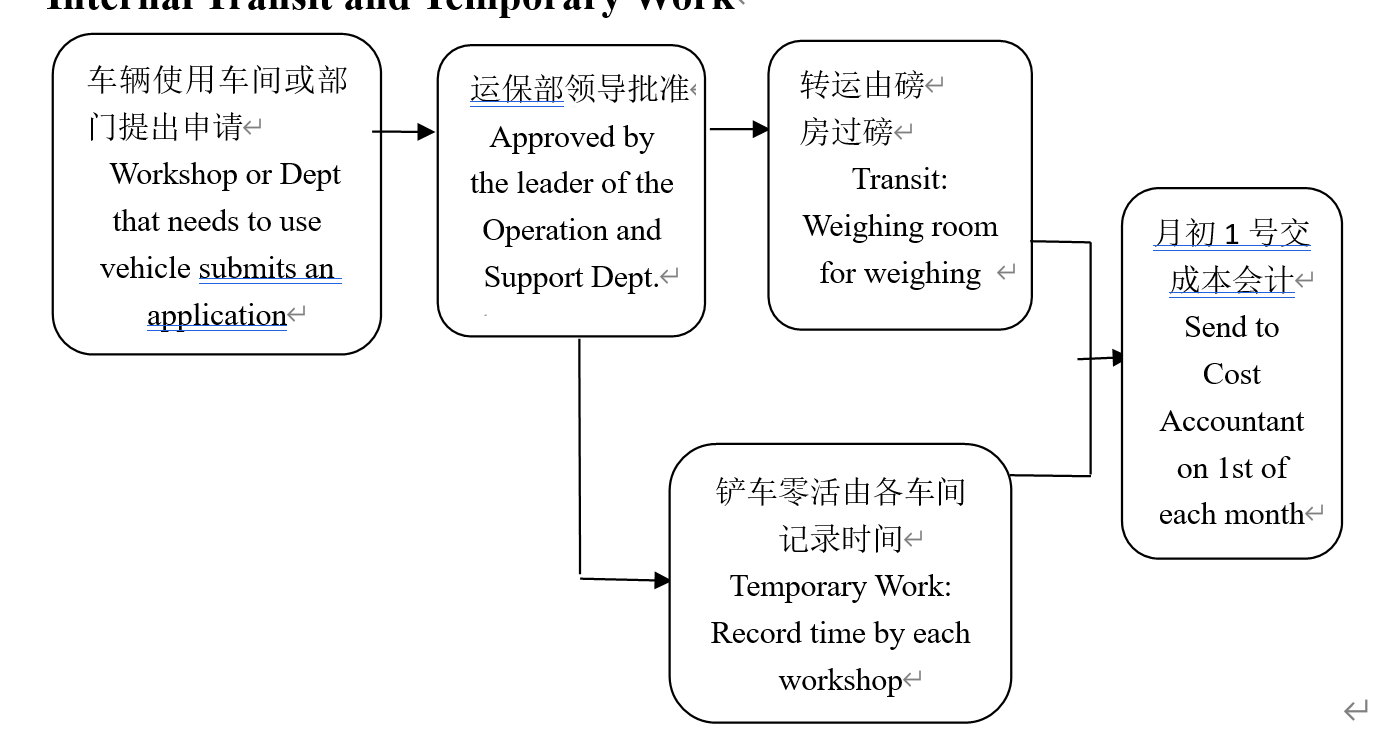 Internal Transit and Temporary Work
车辆使用车间或部
门提出申请
Workshop or Dept
that needs to use
vehicle submits an
application
运保部领导批准
Approved by
the leader of the
Operation and
Support Dept.
转运由磅
房过磅
Transit:
Weighing room
for weighing
铲车零活由各车间
记录时间
Temporary Work:
Record time by each
workshop
月初 1 号交
成本会计
Send to
Cost
Accountant
on 1st of
each month